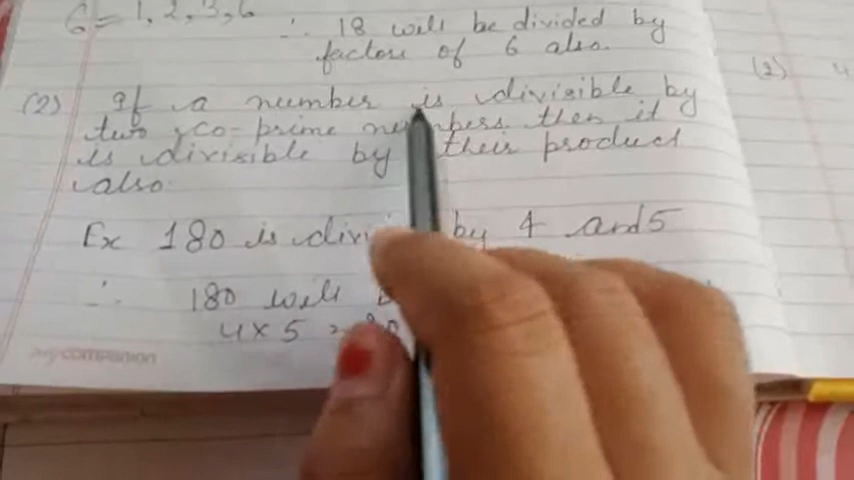 6 = 1, 2, 3, 6
∴ 18 will be divided by
factors of 6 also.
(2) If a number is divisible by
two co-prime numbers then it
is divisible by their product
also.
Ex 180 is by 4 and 5
∴ 180 will
4 × 5 =
mycompanion
(2) 4